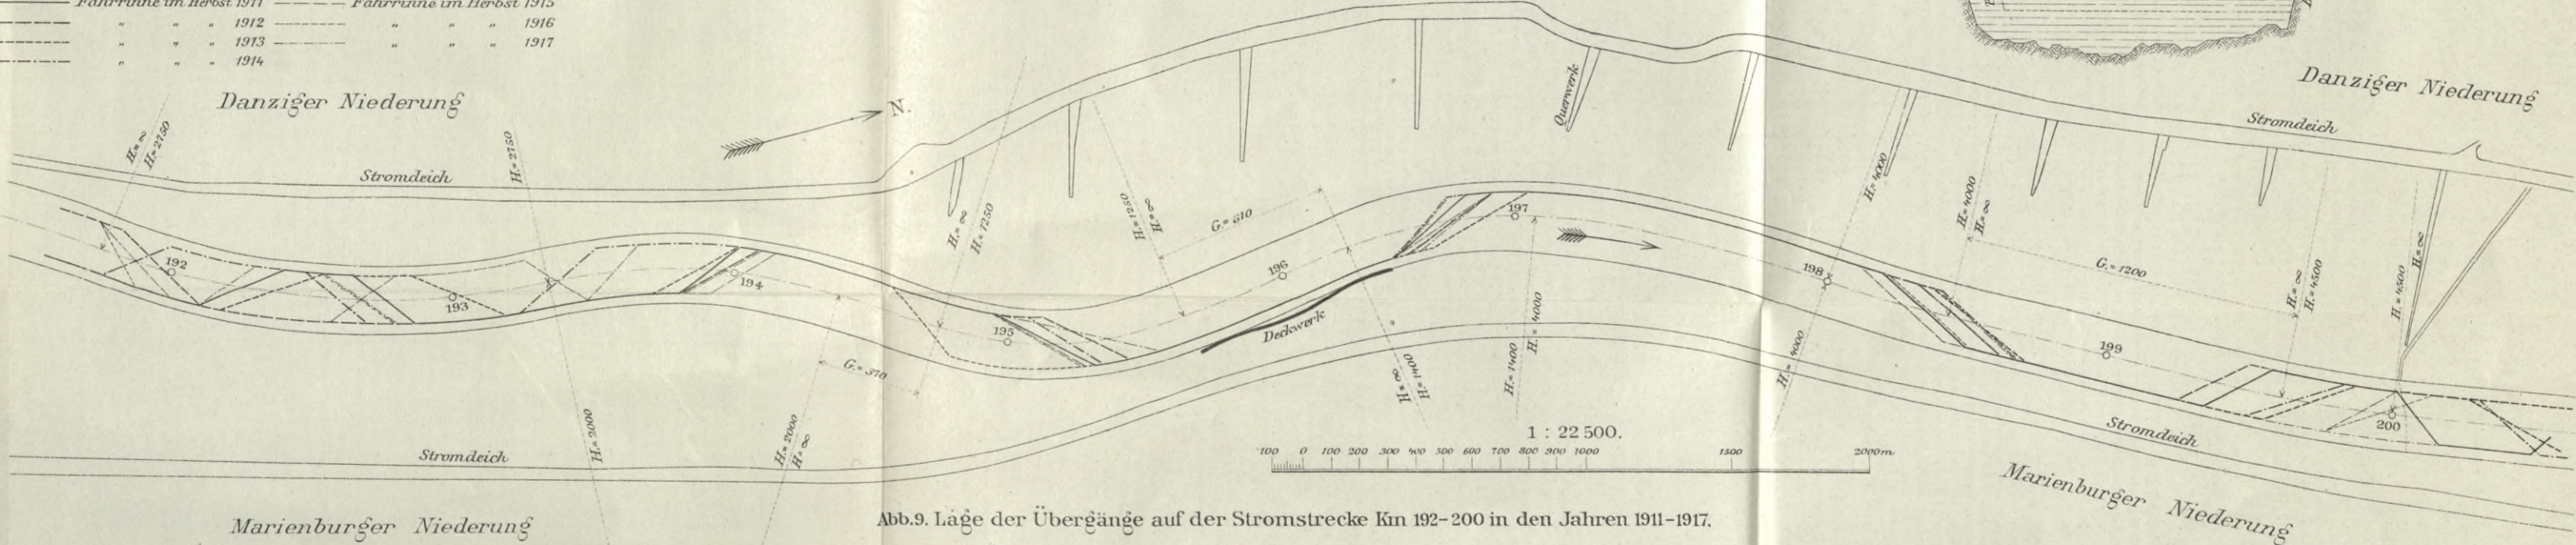 Fahrrinne im Herbst 1911 Fahrrinne im Herbst 1915
" " " 1912 " " " 1916
" " " 1913 " " " 1917
" " " 1914
Danziger Niederung
Danziger Niederung
N.
H.= ∞
H.= 2750
H.= 2750
Stromdeich
Querwerk
Stromdeich
H.= ∞
H.= 1250
H.= 1250
H.= ∞
G.= 610
H.= 4000
H.= 4000
H.= ∞
G.= 1200
H.= ∞
H.= 4500
H.= 4500
H.= ∞
192
193
194
195
196
197
198
199
200
Deckwerk
G.= 370
H.= 2000
H.= 2000
H.= ∞
H.= ∞
H.= 1400
H.= 1400
H.= 4000
H.= 4000
Stromdeich
Stromdeich
1 : 22 500.
100 0 100 200 300 400 500 600 700 800 900 1000 1500 2000 m
Marienburger Niederung
Marienburger Niederung
Abb. 9. Lage der Übergänge auf der Stromstrecke Km 192-200 in den Jahren 1911-1917.